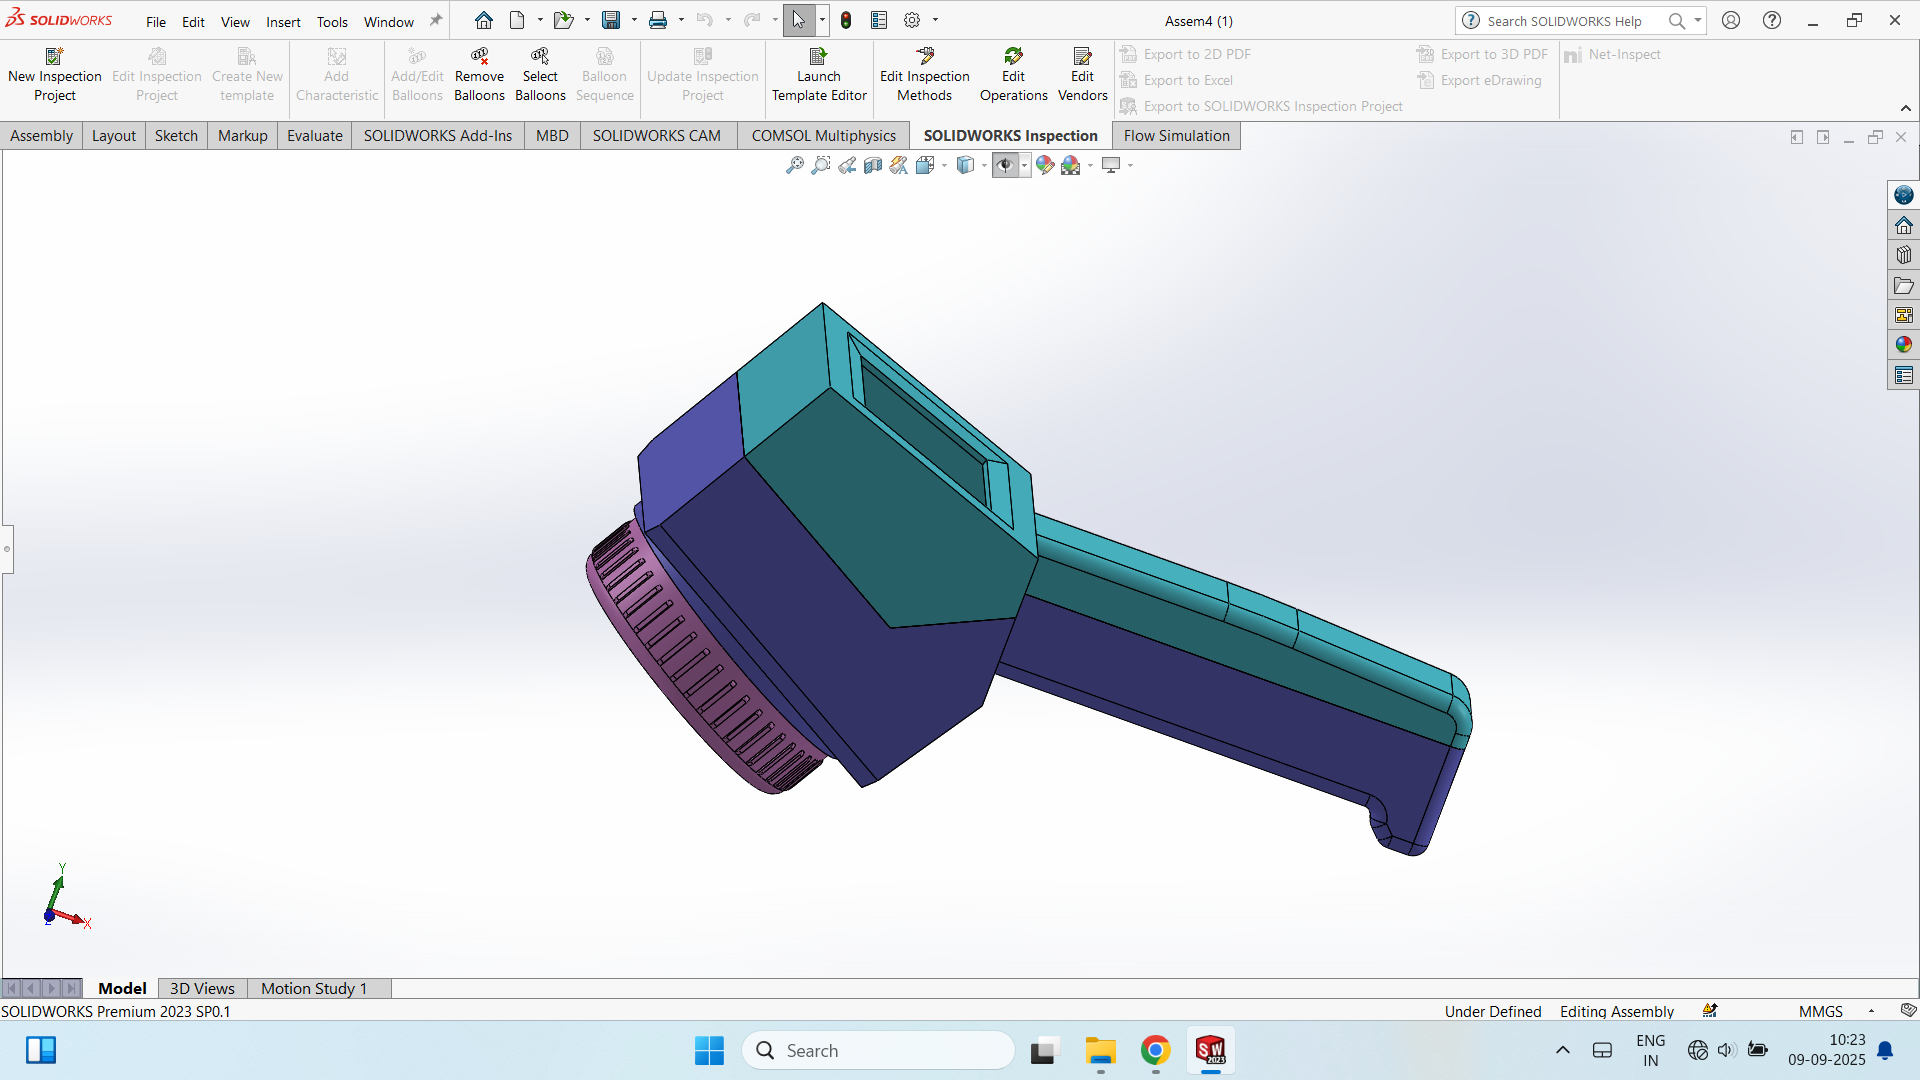 SOLIDWORKS File Edit View Insert Tools Window Assem4 (1) Search SOLIDWORKS Help
New Inspection Project
Edit Inspection Project
Create New template
Add Characteristic
Add/Edit Balloons
Remove Balloons
Select Balloons
Balloon Sequence
Update Inspection Project
Launch Template Editor
Edit Inspection Methods
Edit Operations
Edit Vendors
Export to 2D PDF
Export to Excel
Export to SOLIDWORKS Inspection Project
Export to 3D PDF
Export eDrawing
Net-Inspect
Assembly Layout Sketch Markup Evaluate SOLIDWORKS Add-Ins MBD SOLIDWORKS CAM COMSOL Multiphysics SOLIDWORKS Inspection Flow Simulation
Y
X
Z
Model 3D Views Motion Study 1
SOLIDWORKS Premium 2023 SP0.1 Under Defined Editing Assembly MMGS
Search
SW
2023
ENG
IN
10:23
09-09-2025